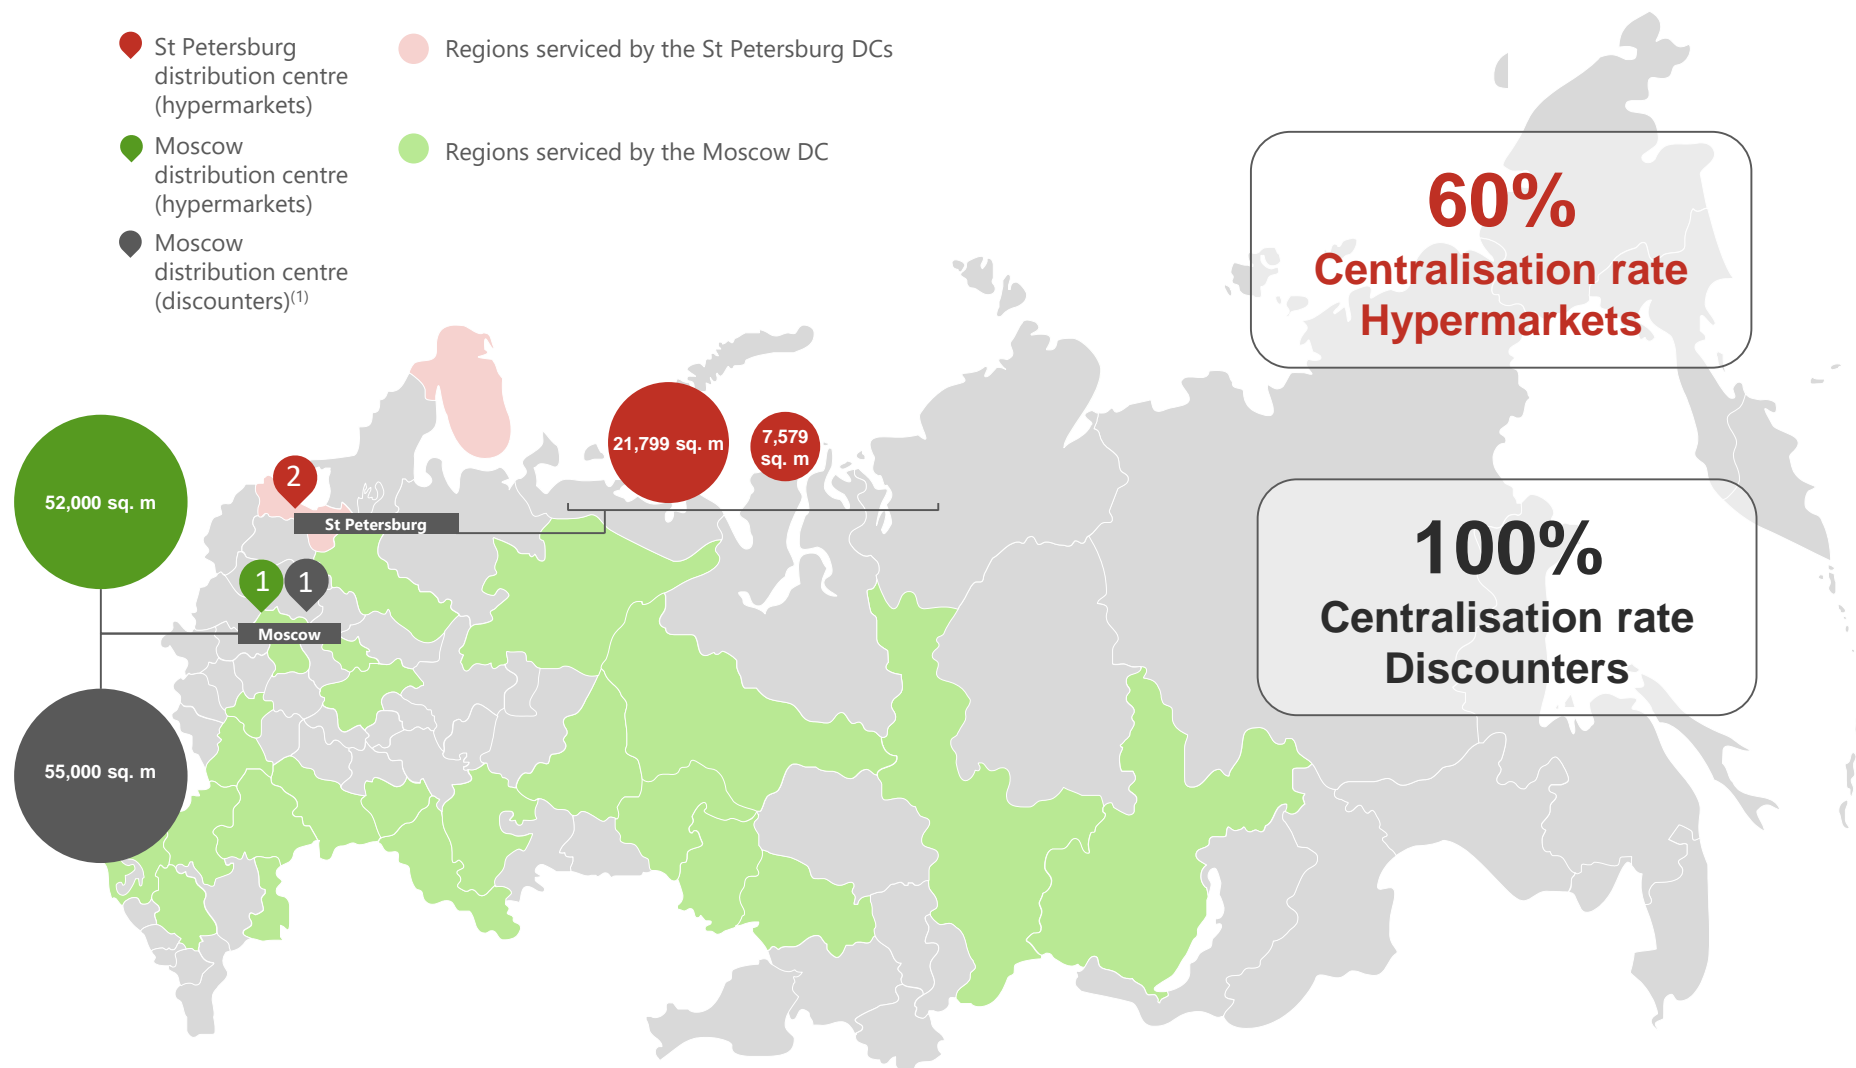 St Petersburg
distribution centre
(hypermarkets)
Regions serviced by the St Petersburg DCs
Moscow
distribution centre
(hypermarkets)
Regions serviced by the Moscow DC
Moscow
distribution centre
(discounters)(1)
60%
Centralisation rate
Hypermarkets
21,799 sq. m
7,579
sq. m
52,000 sq. m
2
St Petersburg
1
1
Moscow
100%
Centralisation rate
Discounters
55,000 sq. m